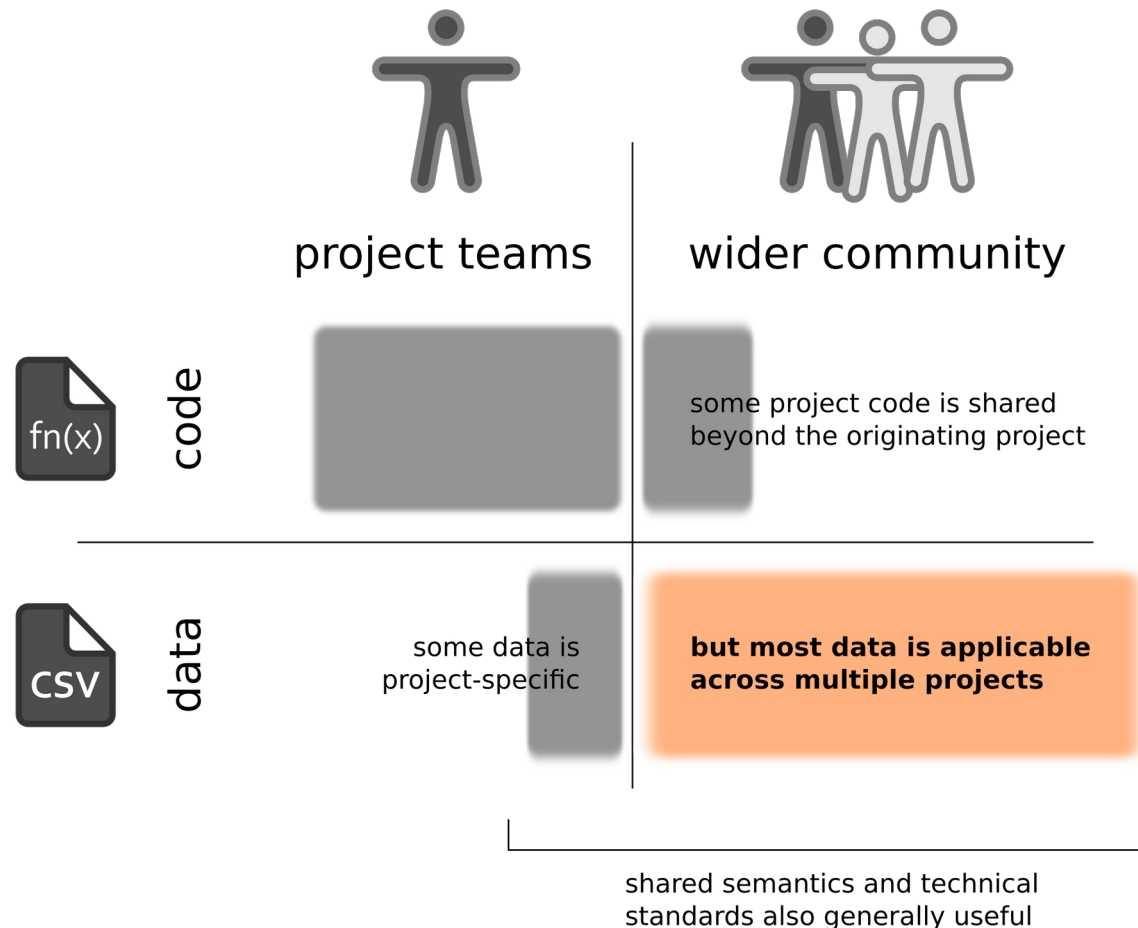 project teams
wider community
fn(x)
code
some project code is shared
beyond the originating project
csv
data
some data is
project-specific
but most data is applicable
across multiple projects
shared semantics and technical
standards also generally useful